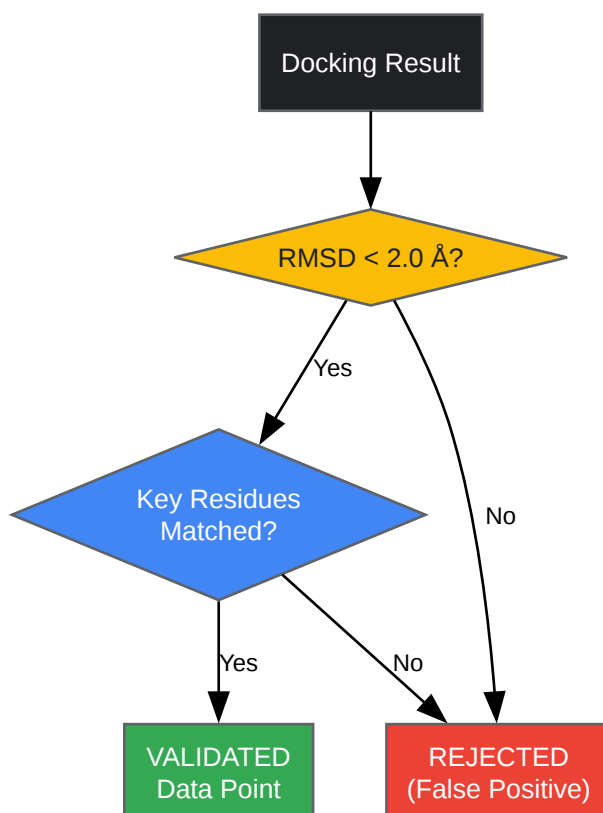 Docking Result
RMSD < 2.0 Å?
Yes
Key Residues
Matched?
No
Yes
No
VALIDATED
Data Point
REJECTED
(False Positive)